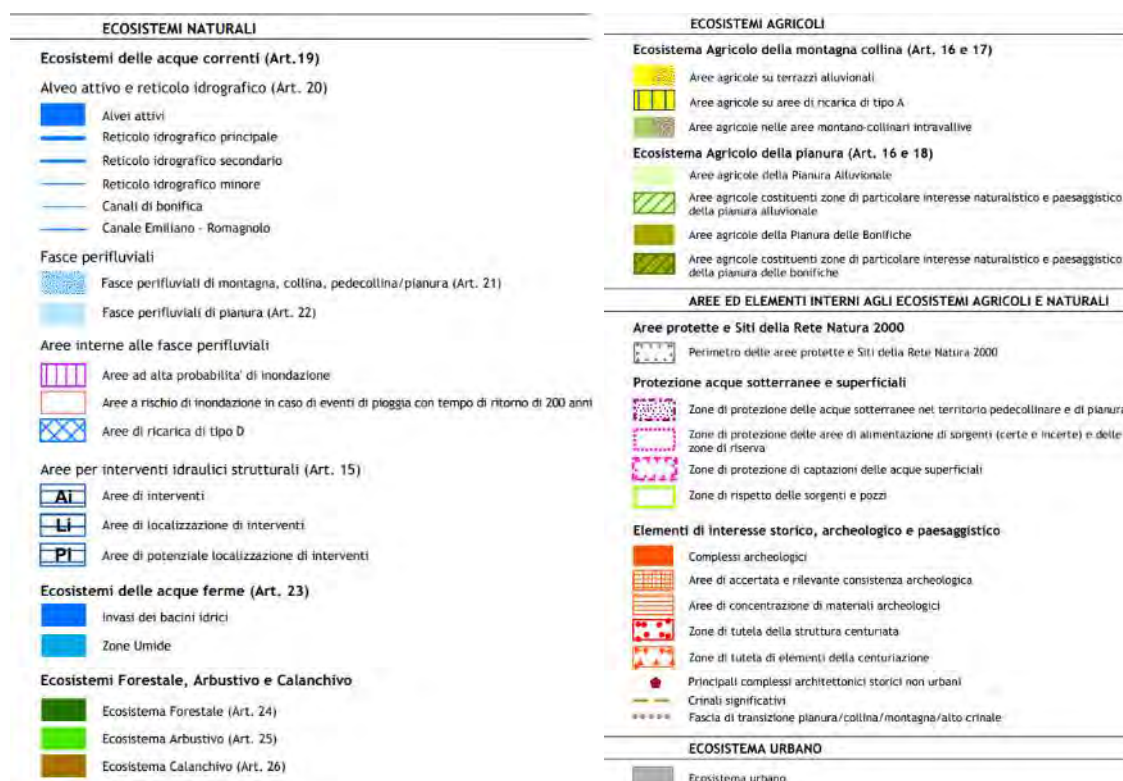 ECOSISTEMI NATURALI
Ecosistemi delle acque correnti (Art.19)
Alveo attivo e reticolo idrografico (Art. 20)
Alvei attivi
Reticolo idrografico principale
Reticolo idrografico secondario
Reticolo idrografico minore
Canali di bonifica
Canale Emiliano - Romagnolo
Fasce perifluviali
Fasce perifluviali di montagna, collina, pedecollina/pianura (Art. 21)
Fasce perifluviali di pianura (Art. 22)
Aree interne alle fasce perifluviali
Aree ad alta probabilita' di inondazione
Aree a rischio di inondazione in caso di eventi di pioggia con tempo di ritorno di 200 anni
Aree di ricarica di tipo D
Aree per interventi idraulici strutturali (Art. 15)
Ai Aree di interventi
Li Aree di localizzazione di interventi
PI Aree di potenziale localizzazione di interventi
Ecosistemi delle acque ferme (Art. 23)
Invasi dei bacini idrici
Zone Umide
Ecosistemi Forestale, Arbustivo e Calanchivo
Ecosistema Forestale (Art. 24)
Ecosistema Arbustivo (Art. 25)
Ecosistema Calanchivo (Art. 26)
ECOSISTEMI AGRICOLI
Ecosistema Agricolo della montagna collina (Art. 16 e 17)
Aree agricole su terrazzi alluvionali
Aree agricole su aree di ricarica di tipo A
Aree agricole nelle aree montano-collinari intravallive
Ecosistema Agricolo della pianura (Art. 16 e 18)
Aree agricole della Pianura Alluvionale
Aree agricole costituenti zone di particolare interesse naturalistico e paesaggistico
della pianura alluvionale
Aree agricole della Pianura delle Bonifiche
Aree agricole costituenti zone di particolare interesse naturalistico e paesaggistico
della pianura delle bonifiche
AREE ED ELEMENTI INTERNI AGLI ECOSISTEMI AGRICOLI E NATURALI
Aree protette e Siti della Rete Natura 2000
Perimetro delle aree protette e Siti della Rete Natura 2000
Protezione acque sotterranee e superficiali
Zone di protezione delle acque sotterranee nel territorio pedecollinare e di pianura
Zone di protezione delle aree di alimentazione di sorgenti (certe e incerte) e delle
zone di riserva
Zone di protezione di captazioni delle acque superficiali
Zone di rispetto delle sorgenti e pozzi
Elementi di interesse storico, archeologico e paesaggistico
Complessi archeologici
Aree di accertata e rilevante consistenza archeologica
Aree di concentrazione di materiali archeologici
Zone di tutela della struttura centuriata
Zone di tutela di elementi della centuriazione
Principali complessi architettonici storici non urbani
Crinali significativi
Fascia di transizione pianura/collina/montagna/alto crinale
ECOSISTEMA URBANO
Ecosistema urbano